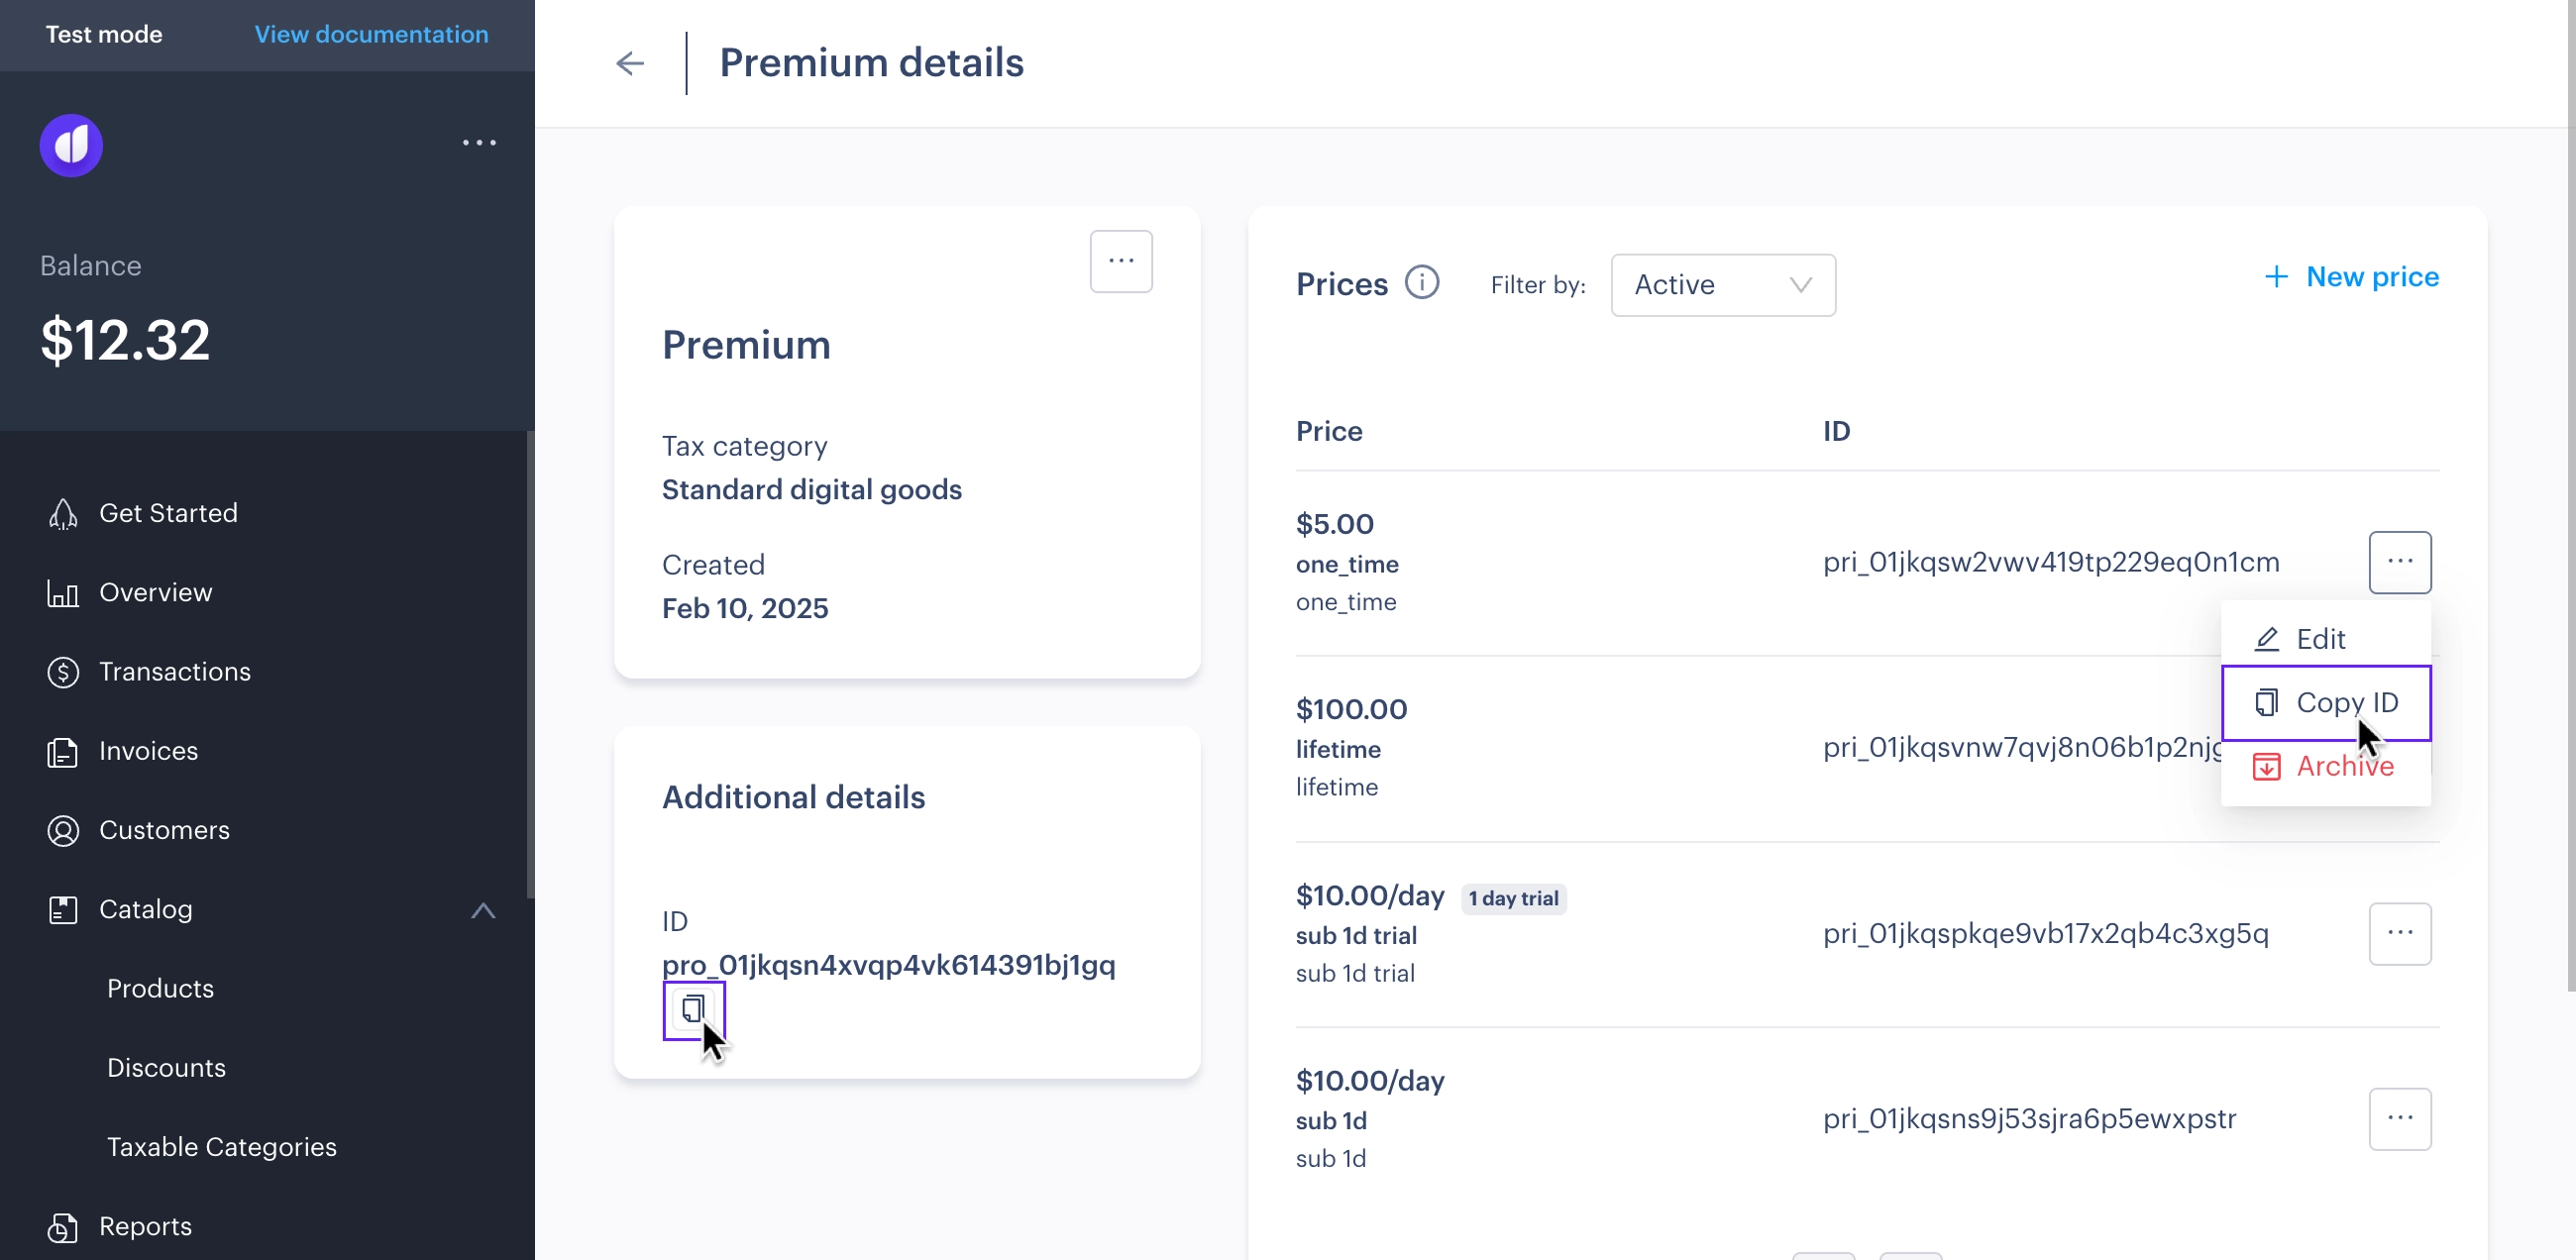 Test mode
View documentation
Balance
$12.32
Get Started
Overview
Transactions
Invoices
Customers
Catalog
Products
Discounts
Taxable Categories
Reports
Premium details
Premium
Tax category
Standard digital goods
Created
Feb 10, 2025
Additional details
ID
pro_01jkqsn4xvqp4vk614391bj1gq
Prices
Filter by:
Active
+ New price
Price ID
$5.00
one_time
one_time
pri_01jkqsw2vwv419tp229eq0n1cm
Edit
Copy ID
Archive
$100.00
lifetime
lifetime
pri_01jkqsvnw7qvj8n06b1p2njg
$10.00/day 1 day trial
sub 1d trial
sub 1d trial
pri_01jkqspkqe9vb17x2qb4c3xg5q
$10.00/day
sub 1d
sub 1d
pri_01jkqsns9j53sjra6p5ewxpstr